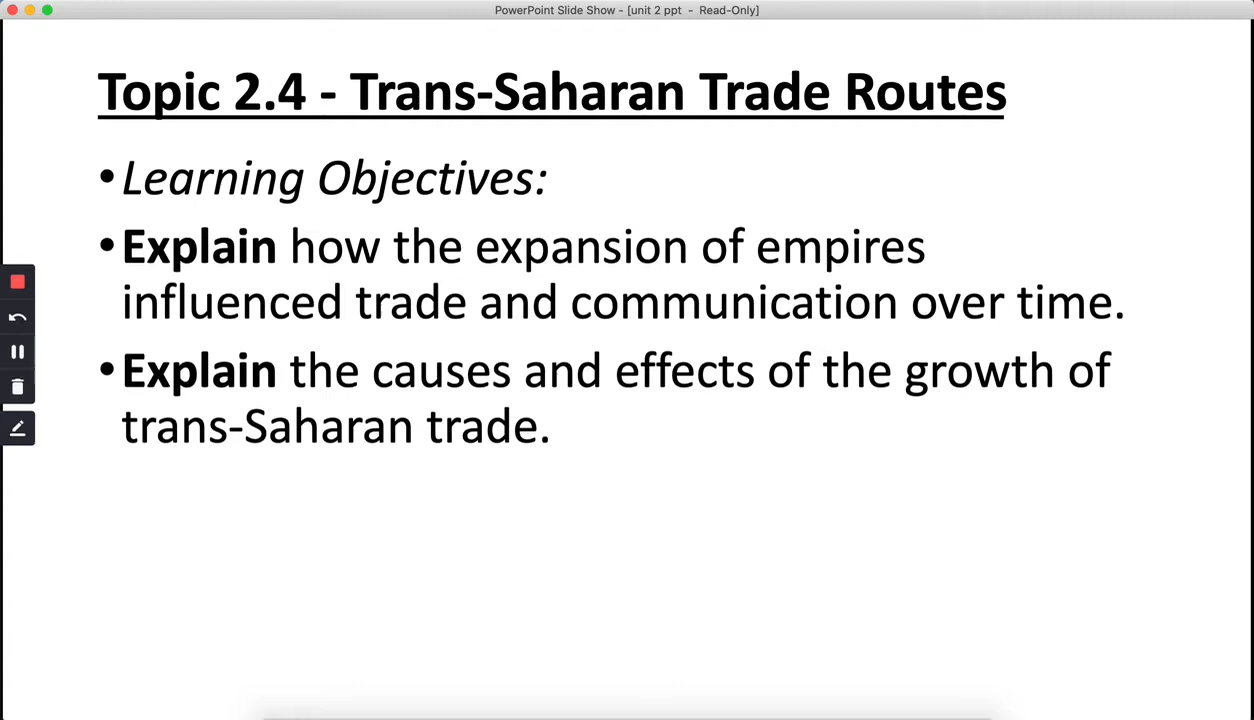 PowerPoint Slide Show - [unit 2 ppt - Read-Only]
Topic 2.4 - Trans-Saharan Trade Routes
•Learning Objectives:
•Explain how the expansion of empires
influenced trade and communication over time.
•Explain the causes and effects of the growth of
trans-Saharan trade.